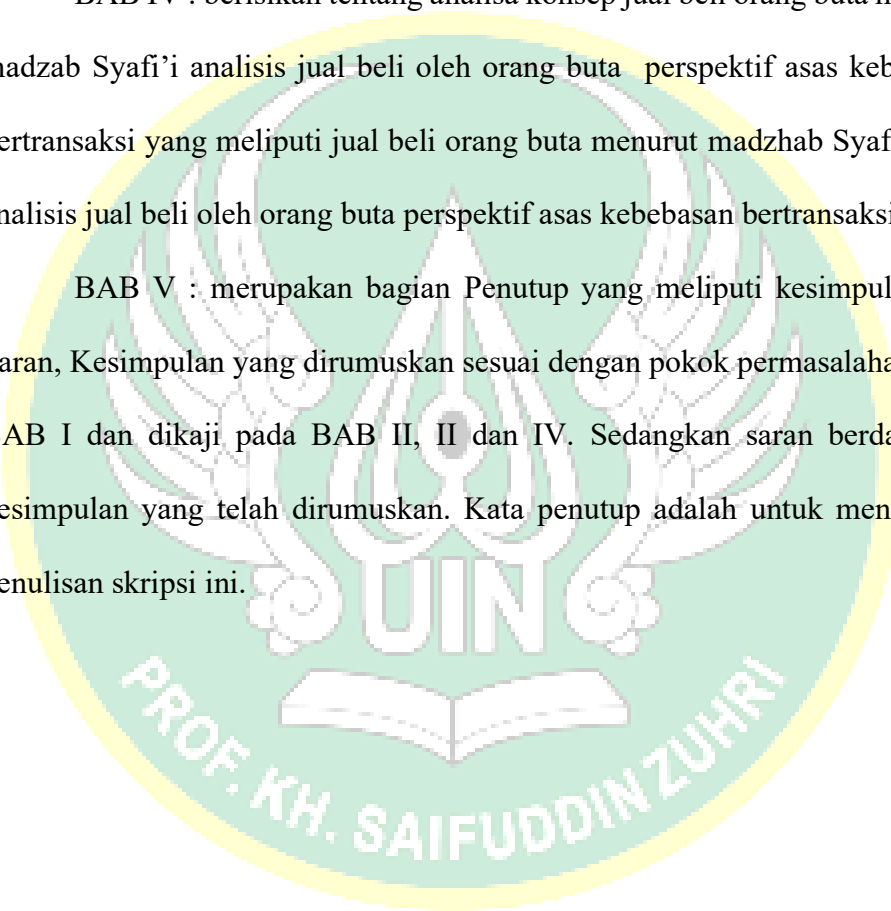 BAB IV : berisikan tentang analisa konsep jual beli orang buta
madzab Syafi’i analisis jual beli oleh orang buta perspektif asas keb
ertransaksi yang meliputi jual beli orang buta menurut madzhab Syaf
nalisis jual beli oleh orang buta perspektif asas kebebasan bertransaksi
BAB V : merupakan bagian Penutup yang meliputi kesimpul
aran, Kesimpulan yang dirumuskan sesuai dengan pokok permasalaha
AB I dan dikaji pada BAB II, II dan IV. Sedangkan saran berda
esimpulan yang telah dirumuskan. Kata penutup adalah untuk men
enulisan skripsi ini.
UIN
PROF. KH. SAIFUDDIN ZUHRI